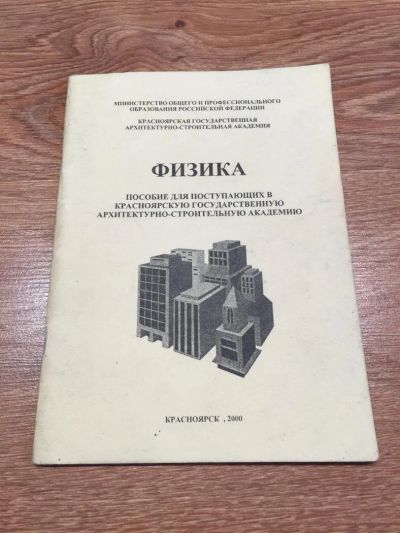 МИНИСТЕРСТВО ОБЩЕГО И ПРОФЕССИОНАЛЬНОГО
ОБРАЗОВАНИЯ РОССИЙСКОЙ ФЕДЕРАЦИИ
КРАСНОЯРСКАЯ ГОСУДАРСТВЕННАЯ
АРХИТЕКТУРНО-СТРОИТЕЛЬНАЯ АКАДЕМИЯ
ФИЗИКА
ПОСОБИЕ ДЛЯ ПОСТУПАЮЩИХ В
КРАСНОЯРСКУЮ ГОСУДАРСТВЕННУЮ
АРХИТЕКТУРНО-СТРОИТЕЛЬНУЮ АКАДЕМИЮ
КРАСНОЯРСК , 2000